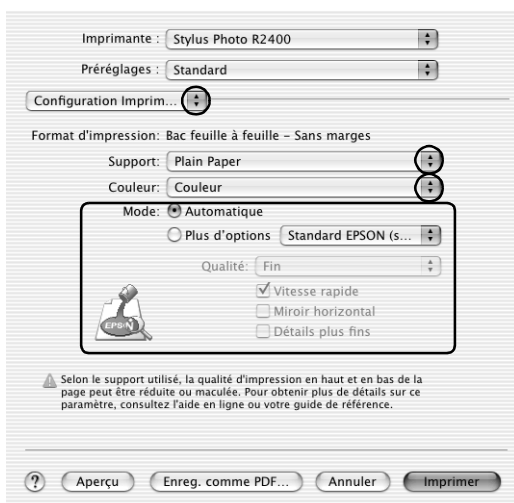 Imprimante : Stylus Photo R2400
Préréglages : Standard
Configuration Imprim...
Format d'impression: Bac feuille à feuille – Sans marges
Support: Plain Paper
Couleur: Couleur
Mode: Automatique
Plus d'options Standard EPSON (s...
Qualité: Fin
Vitesse rapide
Miroir horizontal
Détails plus fins
EPSON
Selon le support utilisé, la qualité d'impression en haut et en bas de la
page peut être réduite ou maculée. Pour obtenir plus de détails sur ce
paramètre, consultez l'aide en ligne ou votre guide de référence.
? Aperçu Enreg. comme PDF... Annuler Imprimer